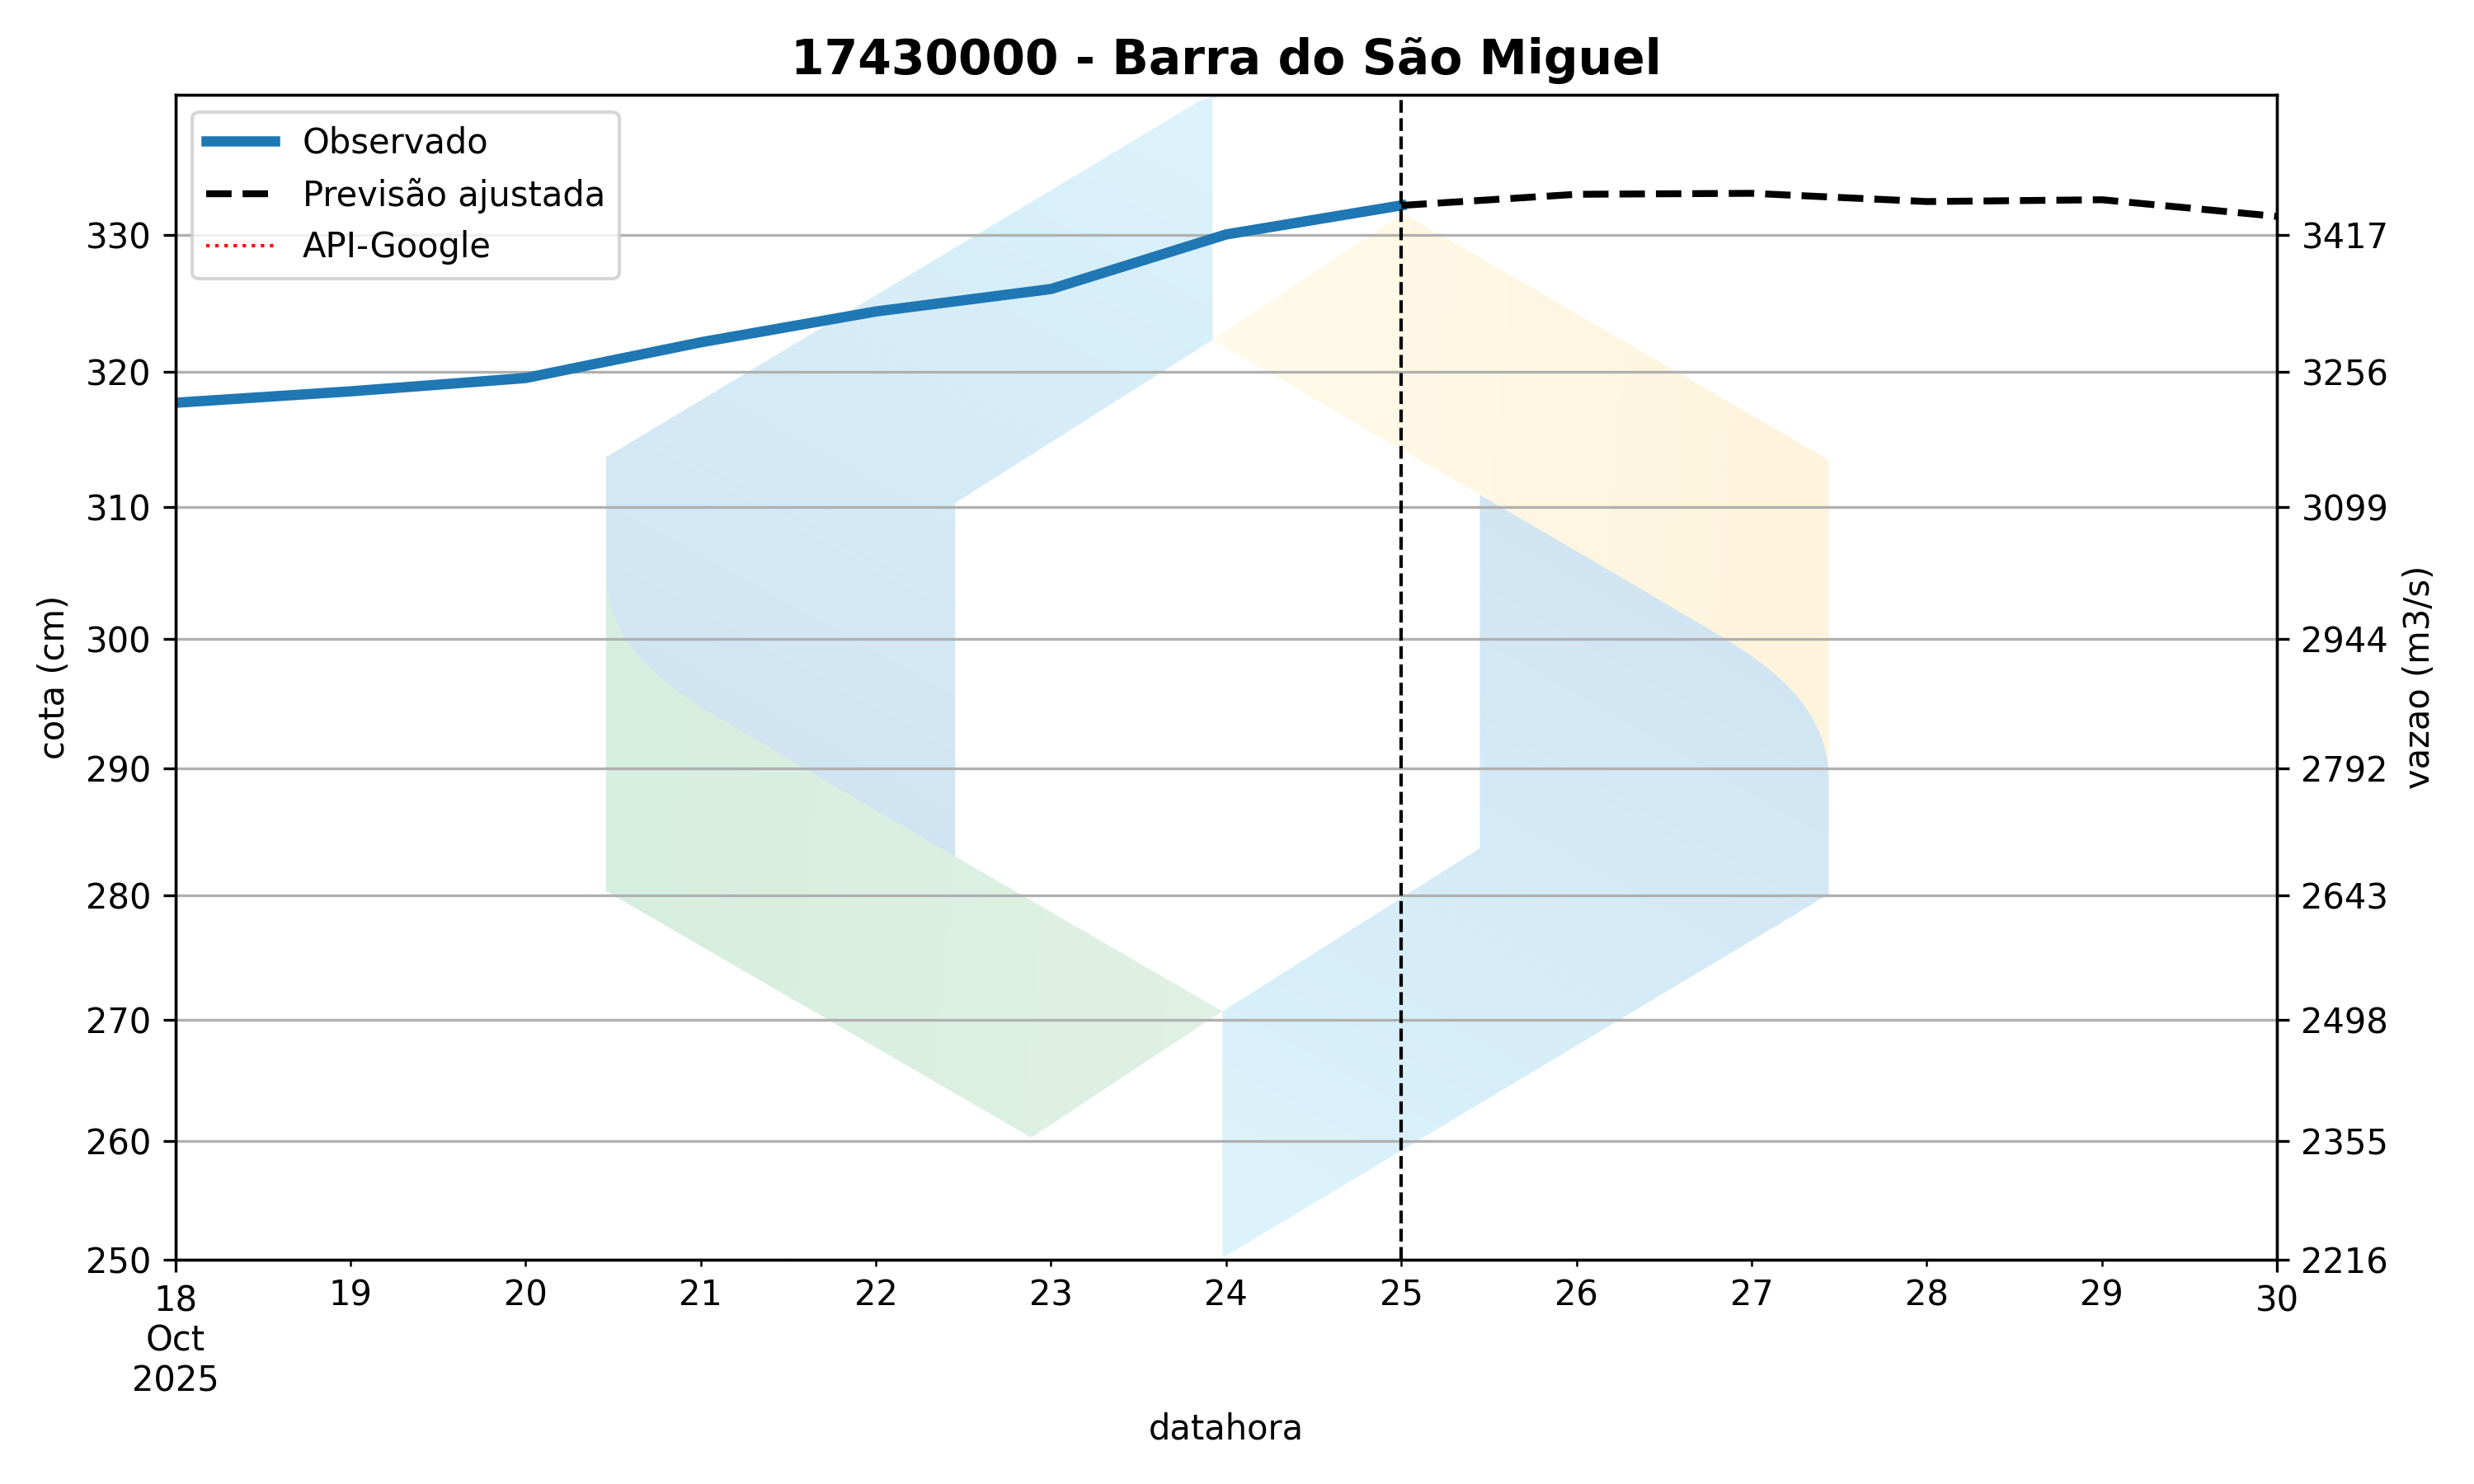 17430000 - Barra do São Miguel
Observado
Previsão ajustada
API-Google
330
320
310
300
290
280
270
260
250
cota (cm)
3417
3256
3099
2944
2792
2643
2498
2355
2216
vazao (m3/s)
18 19 20 21 22 23 24 25 26 27 28 29 30
Oct
2025
datahora